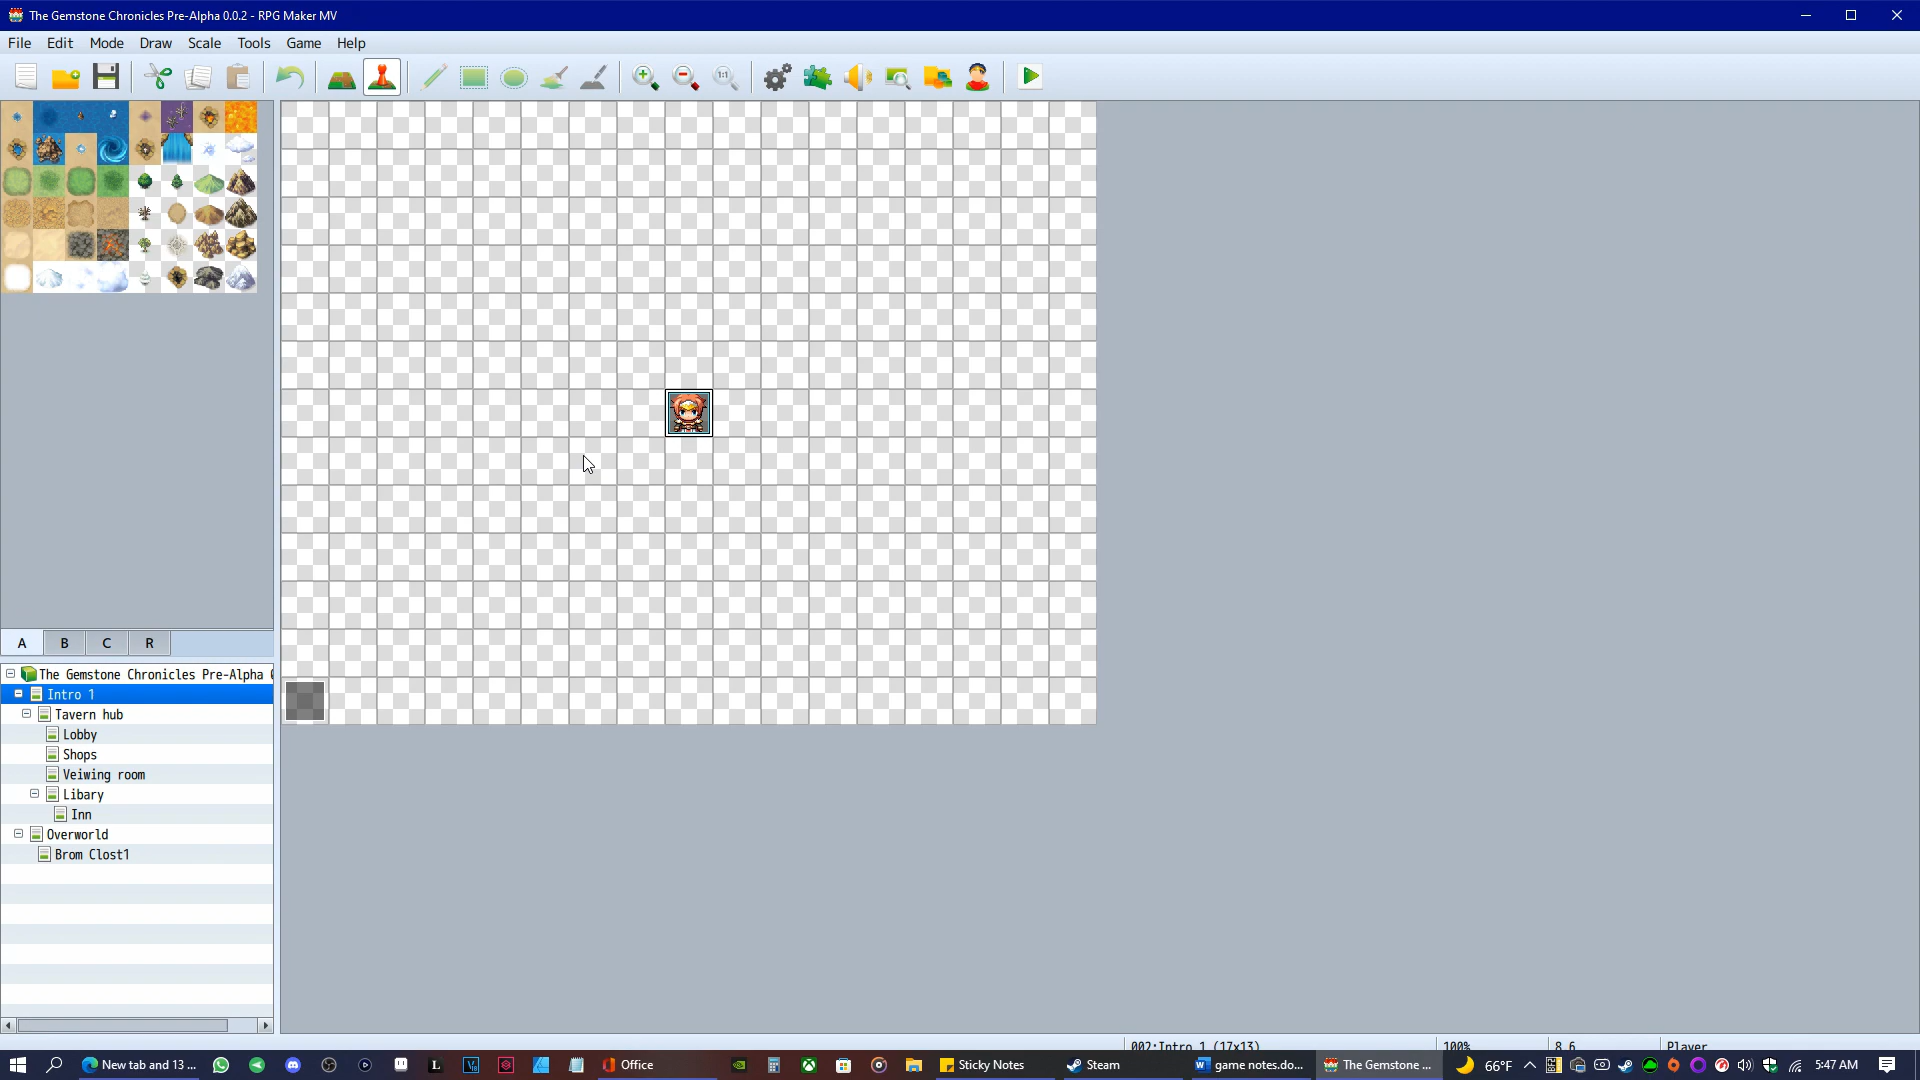 The Gemstone Chronicles Pre-Alpha 0.0.2 - RPG Maker MV
File Edit Mode Draw Scale Tools Game Help
1:1
A B C R
The Gemstone Chronicles Pre-Alpha
Intro 1
Tavern hub
Lobby
Shops
Veiwing room
Libary
Inn
Overworld
Brom Clost1
002:Intro 1 (17x13) 100% 8,6 Player
New tab and 13 ... Office Sticky Notes Steam game notes.do... The Gemstone ... 66°F 5:47 AM